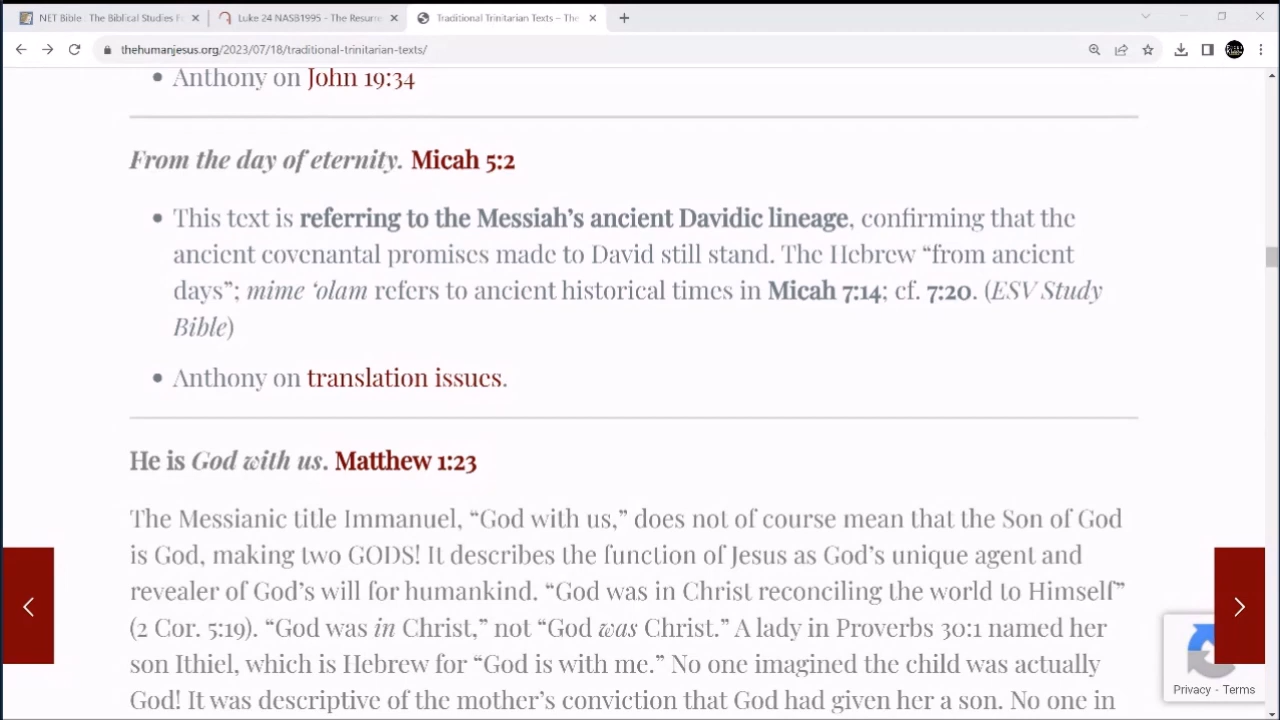 NET Bible. The Biblical Studies F
Luke 24 NASB1995 - The Resurre
Traditional Trinitarian Texts – The
thehumanjesus.org/2023/07/18/traditional-trinitarian-texts/
Anthony on John 19:34
From the day of eternity. Micah 5:2
This text is referring to the Messiah’s ancient Davidic lineage, confirming that the
ancient covenantal promises made to David still stand. The Hebrew “from ancient
days”; mime ‘olam refers to ancient historical times in Micah 7:14; cf. 7:20. (ESV Study
Bible)
Anthony on translation issues.
He is God with us. Matthew 1:23
The Messianic title Immanuel, “God with us,” does not of course mean that the Son of God
is God, making two GODS! It describes the function of Jesus as God’s unique agent and
revealer of God’s will for humankind. “God was in Christ reconciling the world to Himself”
(2 Cor. 5:19). “God was in Christ,” not “God was Christ.” A lady in Proverbs 30:1 named her
son Ithiel, which is Hebrew for “God is with me.” No one imagined the child was actually
God! It was descriptive of the mother’s conviction that God had given her a son. No one in
Privacy - Terms